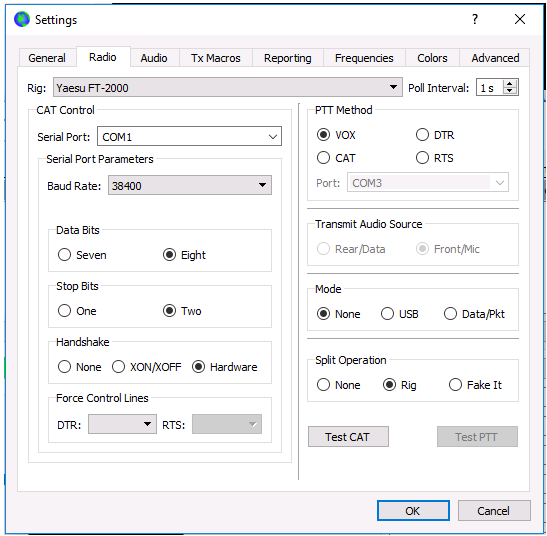 Settings
? 
General Radio Audio Tx Macros Reporting Frequencies Colors Advanced
Rig: Yaesu FT-2000 Poll Interval: 1 s
CAT Control
Serial Port: COM1
Serial Port Parameters
Baud Rate: 38400
Data Bits
Seven Eight
Stop Bits
One Two
Handshake
None XON/XOFF Hardware
Force Control Lines
DTR: RTS:
PTT Method
VOX DTR
CAT RTS
Port: COM3
Transmit Audio Source
Rear/Data Front/Mic
Mode
None USB Data/Pkt
Split Operation
None Rig Fake It
Test CAT Test PTT
OK Cancel